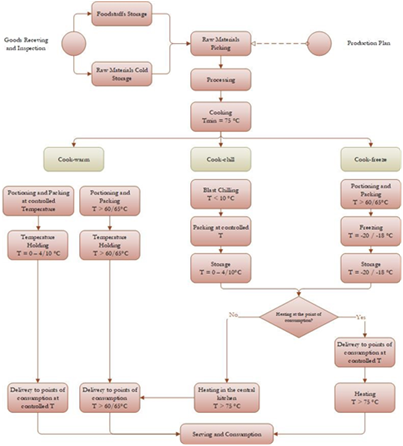 Foodstuffs Storage
Goods Receving
and Inspection
Raw Materials Cold
Storage
Raw Materials
Picking
Production Plan
Processing
Cooking
Tmin = 75 °C
Cook-warm
Cook-chill
Cook-freeze
Portioning and Packing
at controlled
Temperature
Portioning and
Packing
T > 60/65°C
Blast Chilling
T < 10 °C
Portioning and
Packing
T > 60/65°C
Temperature
Holding
T = 0 – 4/10 °C
Temperature
Holding
T > 60/65°C
Packing at controlled
T
Freezing
T = -20 / -18 °C
Storage
T = 0 – 4/10°C
Storage
T = -20 / -18 °C
Heating at the point of
consumption?
No
Yes
Delivery to points of
consumption at
controlled T
Delivery to points of
consumption at
controlled T
Delivery to points of
consumption
T > 60/65°C
Heating in the central
kitchen
T > 75 °C
Heating
T > 75 °C
Serving and Consumption